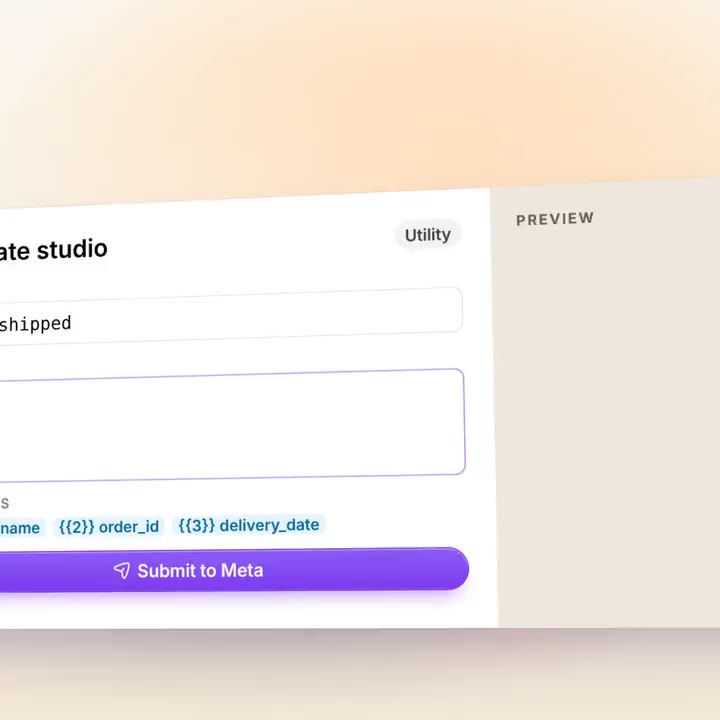 ate studio
Utility
PREVIEW
shipped
S
name {{2}} order_id {{3}} delivery_date
Submit to Meta